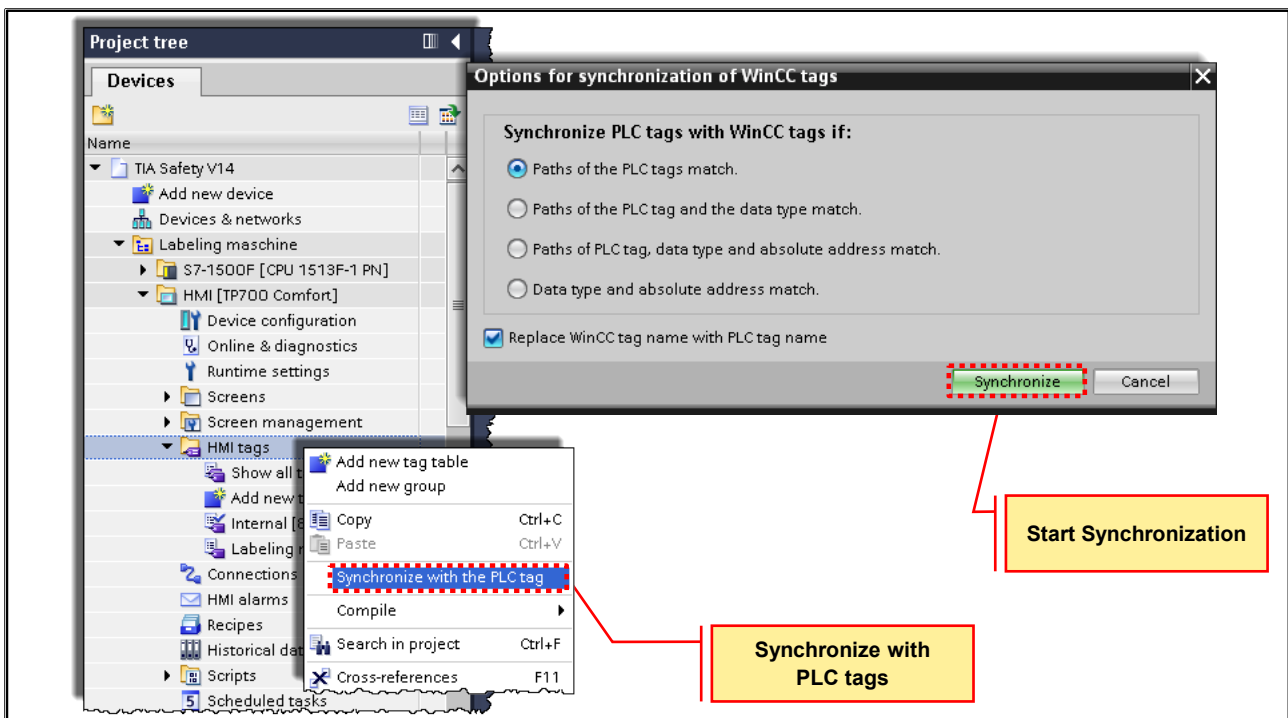 Project tree
Devices
Name
TIA Safety V14
Add new device
Devices & networks
Labeling maschine
S7-1500F [CPU 1513F-1 PN]
HMI [TP700 Comfort]
Device configuration
Online & diagnostics
Runtime settings
Screens
Screen management
HMI tags
Show all
Add new
Internal
Labeling
Connections
HMI alarms
Recipes
Historical
Scripts
Scheduled tasks
Add new tag table
Add new group
Copy Ctrl+C
Paste Ctrl+V
Synchronize with the PLC tag
Compile
Search in project Ctrl+F
Cross-references F11
Options for synchronization of WinCC tags
Synchronize PLC tags with WinCC tags if:
Paths of the PLC tags match.
Paths of the PLC tag and the data type match.
Paths of PLC tag, data type and absolute address match.
Data type and absolute address match.
Replace WinCC tag name with PLC tag name
Synchronize Cancel
Start Synchronization
Synchronize with
PLC tags